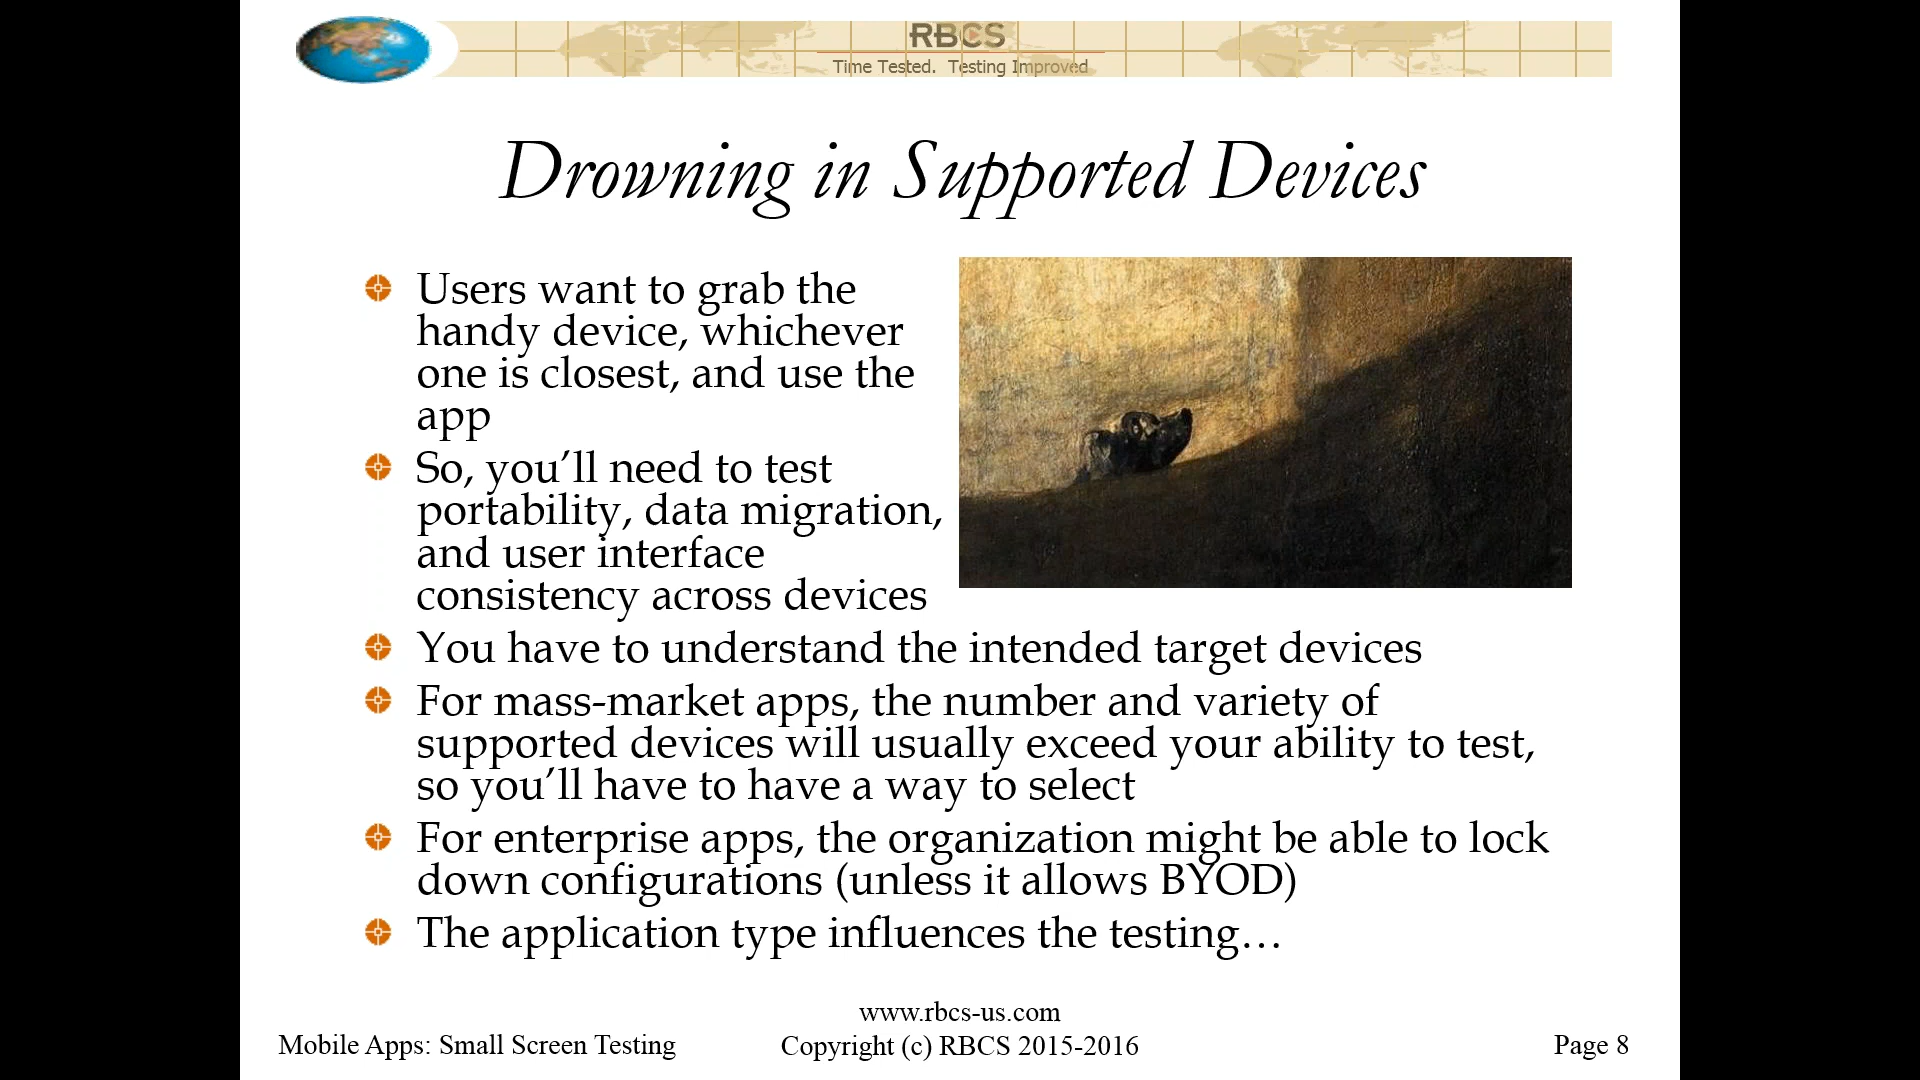 RBCS
Time Tested. Testing Improved
Drowning in Supported Devices
Users want to grab the
handy device, whichever
one is closest, and use the
app
So, you’ll need to test
portability, data migration,
and user interface
consistency across devices
You have to understand the intended target devices
For mass-market apps, the number and variety of
supported devices will usually exceed your ability to test,
so you’ll have to have a way to select
For enterprise apps, the organization might be able to lock
down configurations (unless it allows BYOD)
The application type influences the testing…
www.rbcs-us.com
Mobile Apps: Small Screen Testing
Copyright (c) RBCS 2015-2016
Page 8